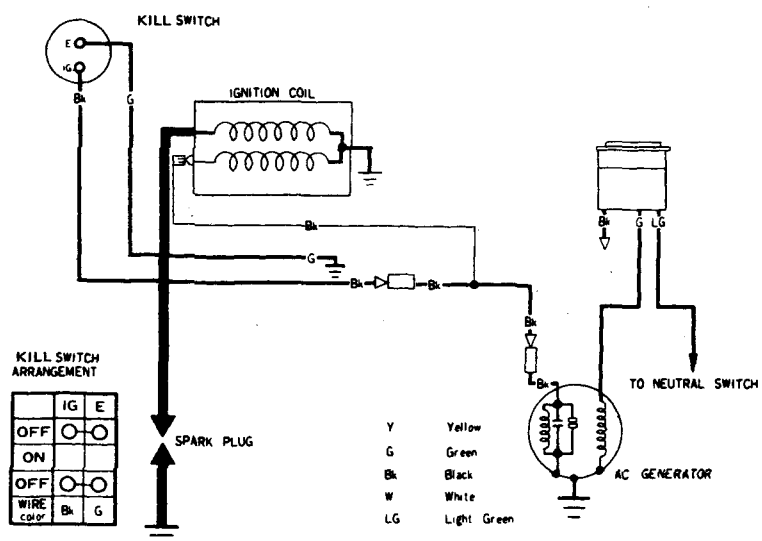 KILL SWITCH
E
IG
Bk
G
IGNITION COIL
Bk
G
Bk
Bk
Bk
G
LG
Bk
Bk
TO NEUTRAL SWITCH
KILL SWITCH
ARRANGEMENT
IG E
OFF
ON
OFF
WIRE
color
Bk G
SPARK PLUG
Y Yellow
G Green
Bk Black
W White
LG Light Green
AC GENERATOR